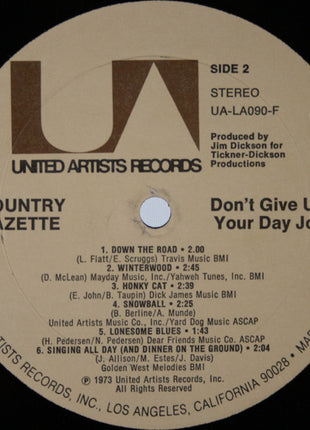 UA
SIDE 2
STEREO
UA-LA090-F
Produced by
Jim Dickson for
Tickner-Dickson
Productions
UNITED ARTISTS RECORDS
OUNTRY
AZETTE
Don't Give U
Your Day Jo
1. DOWN THE ROAD • 2:00
(L. Flatt/E. Scruggs) Travis Music BMI
2. WINTERWOOD • 2:45
(D. McLean) Mayday Music, Inc./Yahweh Tunes, Inc. BMI
3. HONKY CAT • 2:39
(E. John/B. Taupin) Dick James Music BMI
4. SNOWBALL • 2:25
(B. Berline/A. Munde)
United Artists Music Co., Inc./Yard Dog Music ASCAP
5. LONESOME BLUES • 1:43
(H. Pedersen/N. Pedersen) Dear Friends Music Co. ASCAP
6. SINGING ALL DAY (AND DINNER ON THE GROUND) • 2:04
(J. Allison/M. Estes/J. Davis)
Golden West Melodies BMI
℗ 1973 United Artists Records, Inc.
ARTISTS RECORDS, INC., LOS ANGELES, CALIFORNIA 90028 • MA